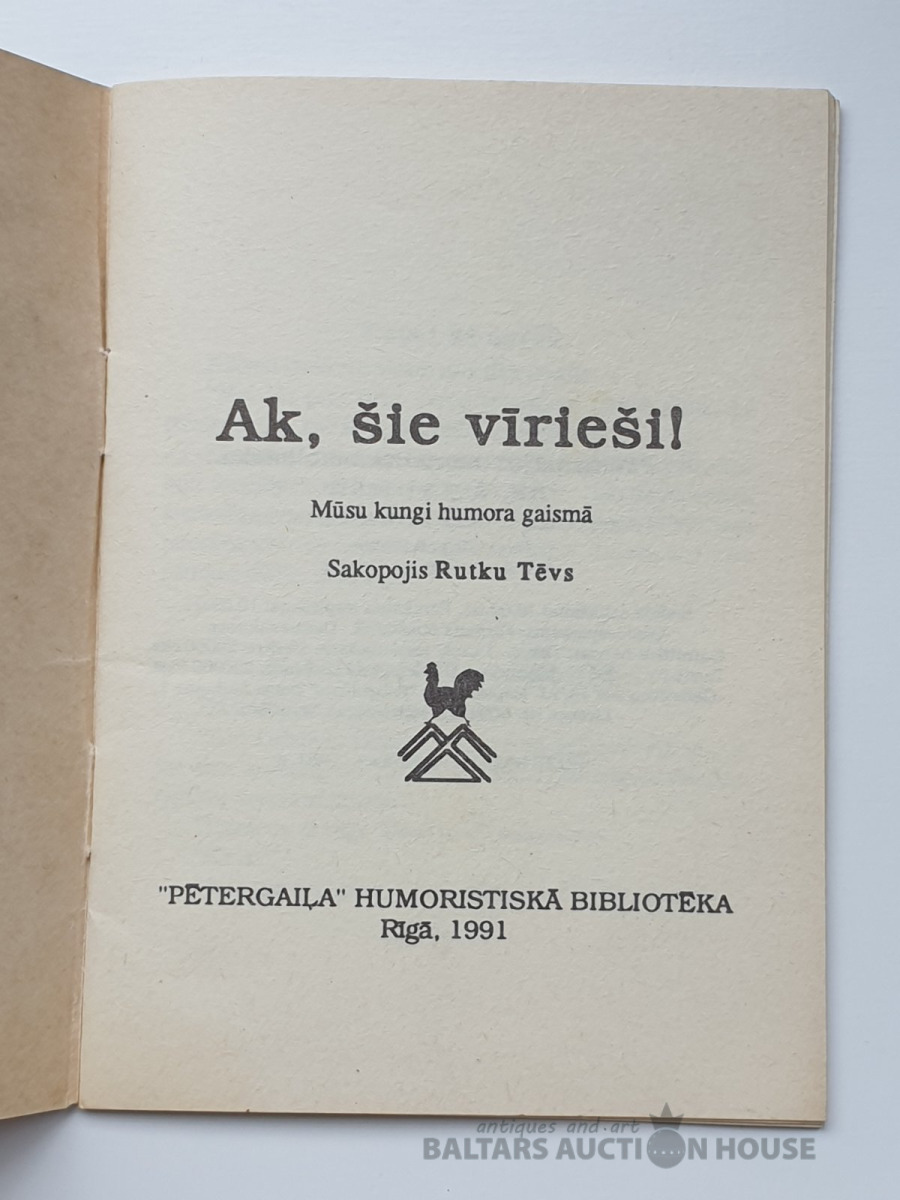 Ak, šie vīrieši!
Mūsu kungi humora gaismā
Sakopojis Rutku Tēvs
"PĒTERGAIĻA" HUMORISTISKĀ BIBLIOTĒKA
Rīgā, 1991
antiques and art
BALTARS AUCTION HOUSE